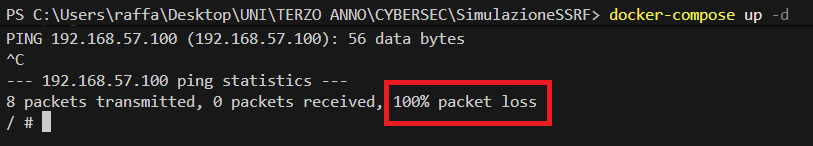 PS C:\Users\raffa\Desktop\UNI\TERZO ANNO\CYBERSEC\SimulazioneSSRF> docker-compose up -d
PING 192.168.57.100 (192.168.57.100): 56 data bytes
^C
--- 192.168.57.100 ping statistics ---
8 packets transmitted, 0 packets received, 100% packet loss
/ #